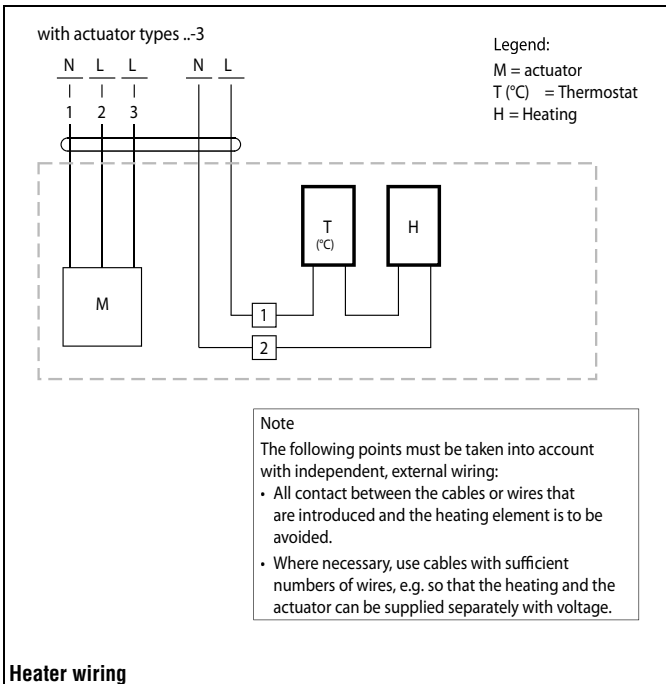 with actuator types ..-3
N L L N L
1 2 3
Legend:
M = actuator
T (°C) = Thermostat
H = Heating
T
(°C)
H
M
1
2
Note
The following points must be taken into account
with independent, external wiring:
• All contact between the cables or wires that
are introduced and the heating element is to be
avoided.
• Where necessary, use cables with sufficient
numbers of wires, e.g. so that the heating and the
actuator can be supplied separately with voltage.
Heater wiring